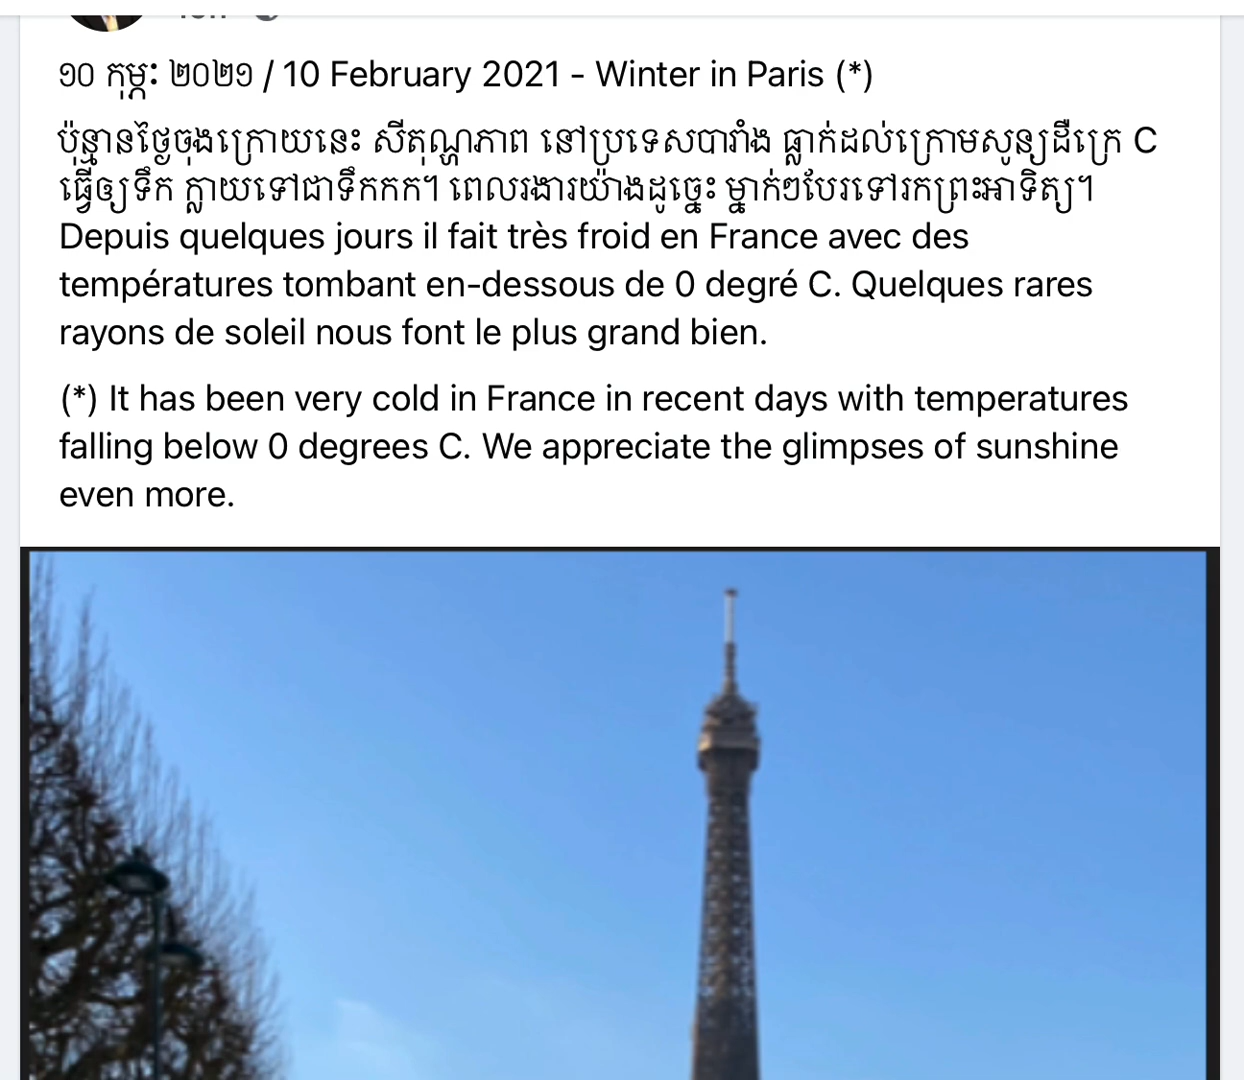 ១០ កុម្ភៈ ២០២១ / 10 February 2021 - Winter in Paris (*)
ប៉ុន្មានថ្ងៃចុងក្រោយនេះ សីតុណ្ហភាព នៅប្រទេសបារាំង ធ្លាក់ដល់ក្រោមសូន្យដឺក្រេ C
ធ្វើឲ្យទឹក ក្លាយទៅជាទឹកកក។ ពេលរងារយ៉ាងដូច្នេះ ម្នាក់ៗបែរទៅរកព្រះអាទិត្យ។
Depuis quelques jours il fait très froid en France avec des
températures tombant en-dessous de 0 degré C. Quelques rares
rayons de soleil nous font le plus grand bien.
(*) It has been very cold in France in recent days with temperatures
falling below 0 degrees C. We appreciate the glimpses of sunshine
even more.